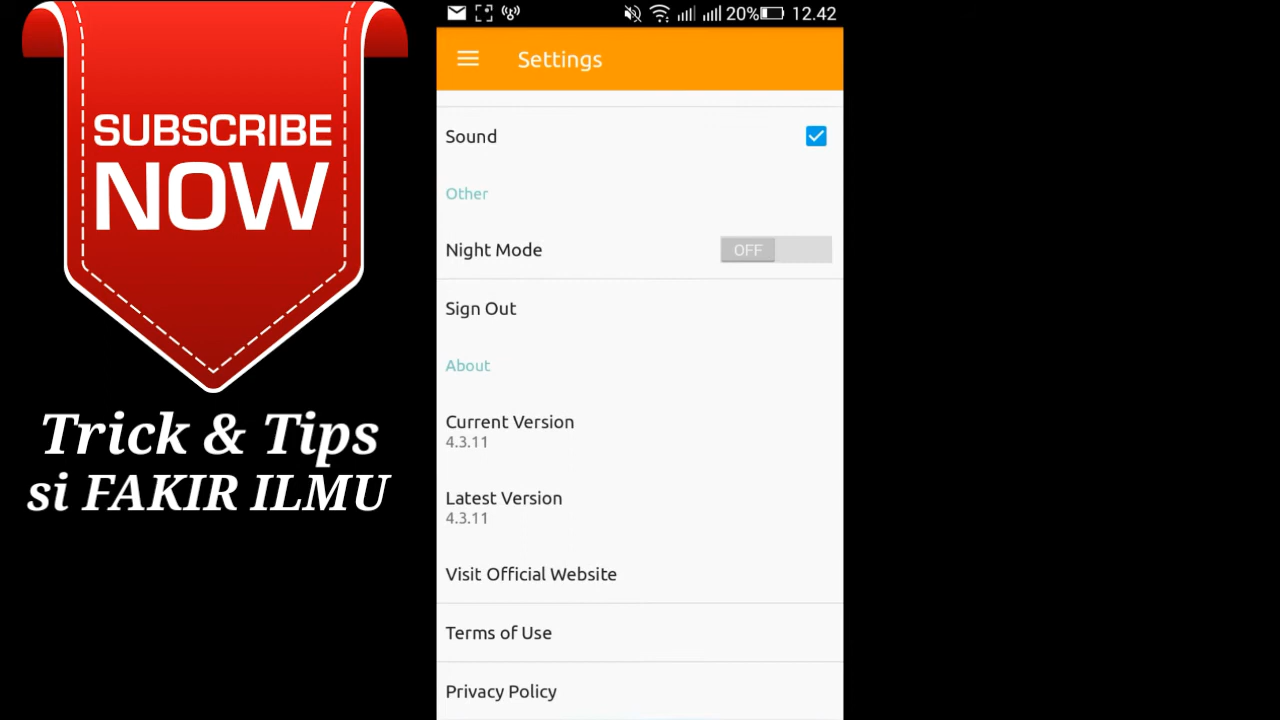 SUBSCRIBE
NOW
Trick & Tips
si FAKIR ILMU
20% 12.42
Settings
Sound
Other
Night Mode OFF
Sign Out
About
Current Version
4.3.11
Latest Version
4.3.11
Visit Official Website
Terms of Use
Privacy Policy